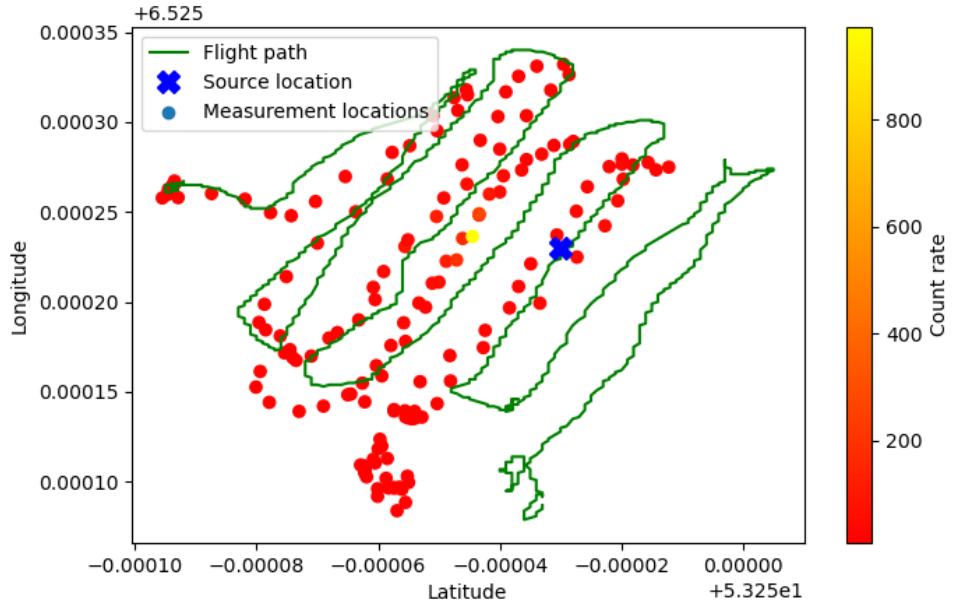 +6.525
0.00035
0.00030
0.00025
0.00020
0.00015
0.00010
Longitude
Flight path
Source location
Measurement locations
−0.00010 −0.00008 −0.00006 −0.00004 −0.00002 0.00000
+5.325e1
Latitude
800
600
400
200
Count rate